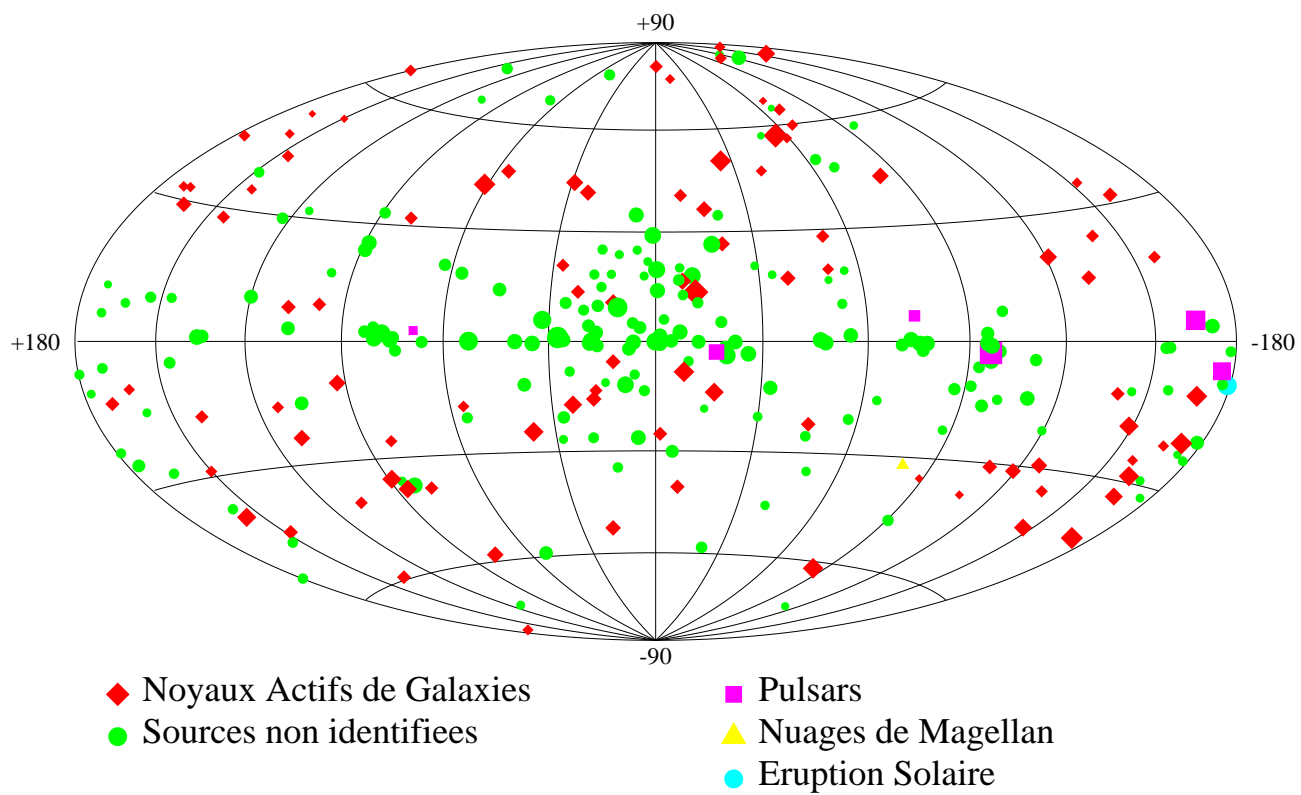 +90
+180
-180
-90
Noyaux Actifs de Galaxies
Sources non identifiees
Pulsars
Nuages de Magellan
Eruption Solaire